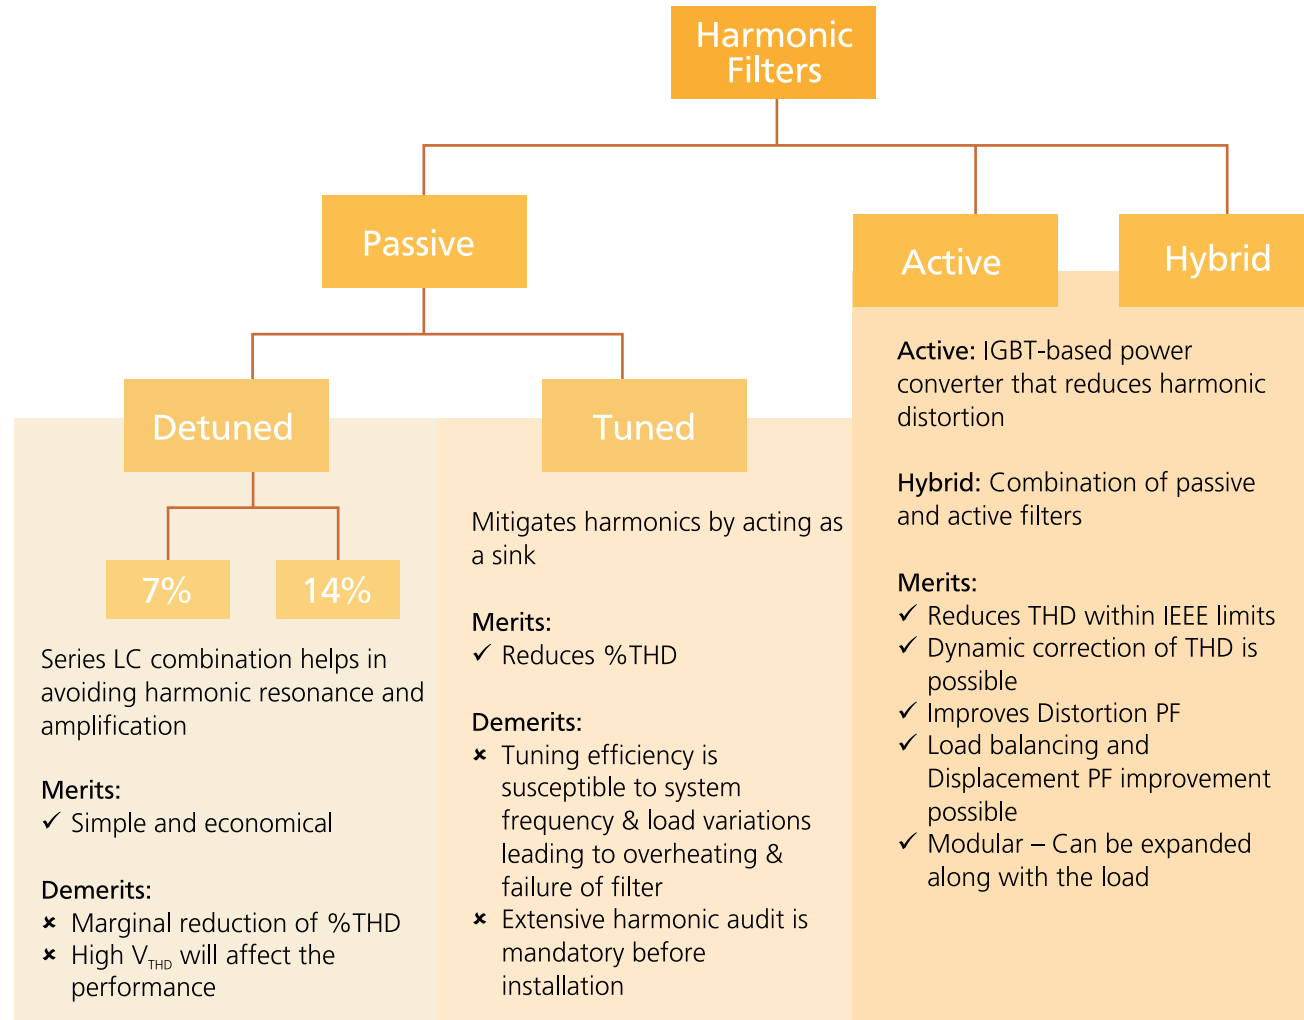 Harmonic
Filters
Passive
Active
Hybrid
Detuned
Tuned
7%
14%
Series LC combination helps in
avoiding harmonic resonance and
amplification
Merits:
✓ Simple and economical
Demerits:
× Marginal reduction of %THD
× High VTHD will affect the
performance
Mitigates harmonics by acting as
a sink
Merits:
✓ Reduces %THD
Demerits:
× Tuning efficiency is
susceptible to system
frequency & load variations
leading to overheating &
failure of filter
× Extensive harmonic audit is
mandatory before
installation
Active: IGBT-based power
converter that reduces harmonic
distortion
Hybrid: Combination of passive
and active filters
Merits:
✓ Reduces THD within IEEE limits
✓ Dynamic correction of THD is
possible
✓ Improves Distortion PF
✓ Load balancing and
Displacement PF improvement
possible
✓ Modular – Can be expanded
along with the load